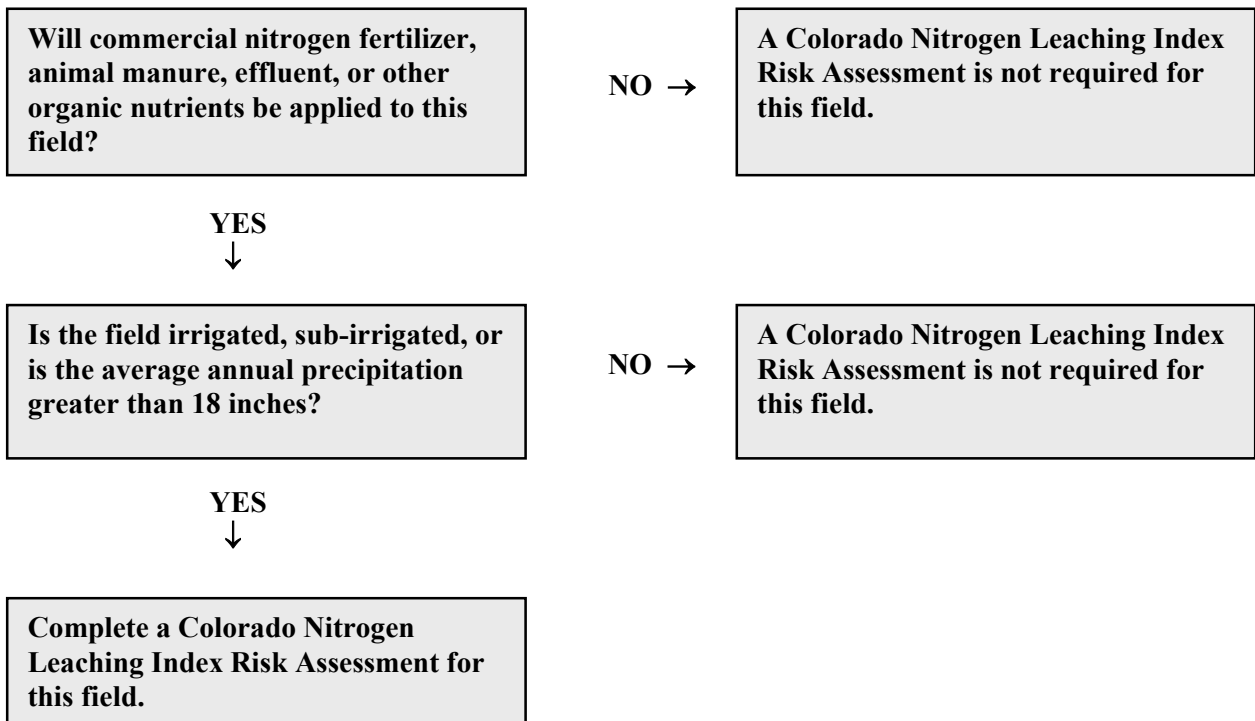 Will commercial nitrogen fertilizer,
animal manure, effluent, or other
organic nutrients be applied to this
field?
NO →
A Colorado Nitrogen Leaching Index
Risk Assessment is not required for
this field.
YES
↓
Is the field irrigated, sub-irrigated, or
is the average annual precipitation
greater than 18 inches?
NO →
A Colorado Nitrogen Leaching Index
Risk Assessment is not required for
this field.
YES
↓
Complete a Colorado Nitrogen
Leaching Index Risk Assessment for
this field.